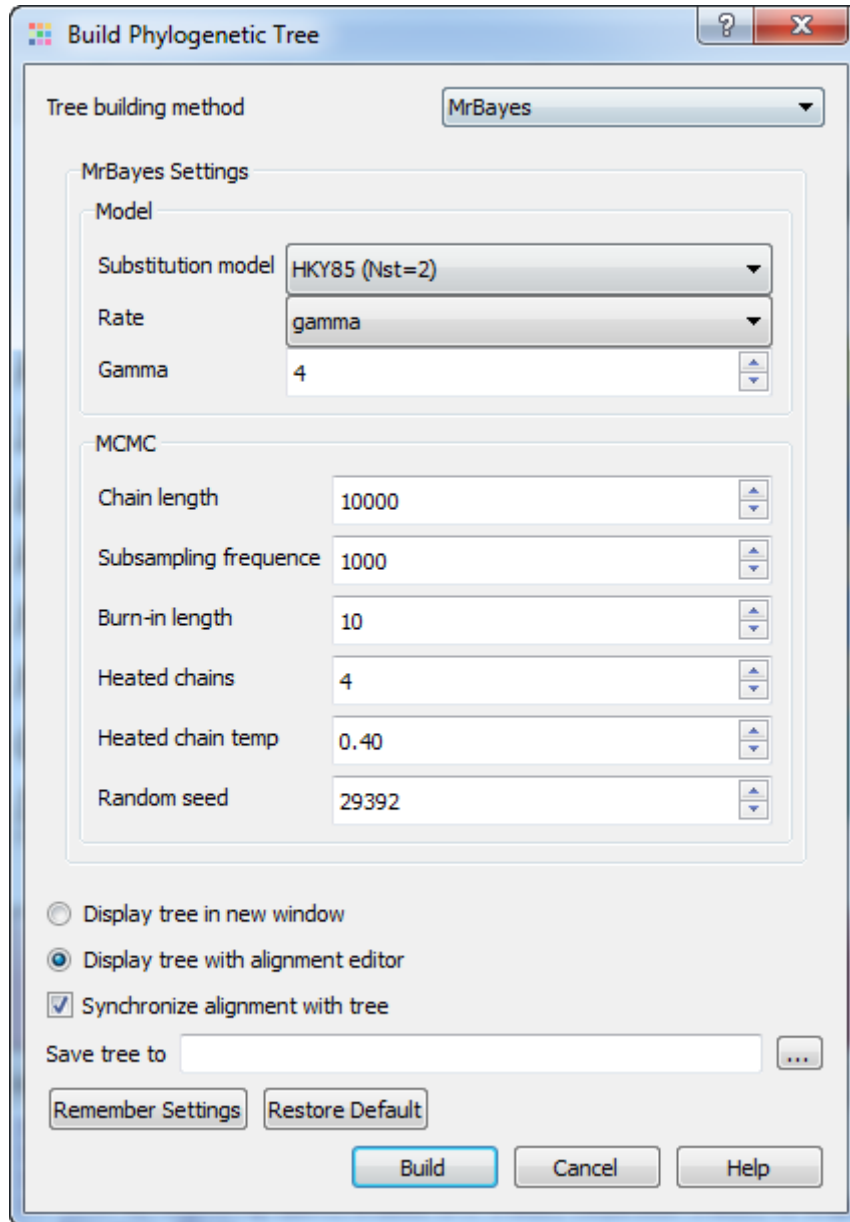 Build Phylogenetic Tree
?
Tree building method MrBayes
MrBayes Settings
Model
Substitution model HKY85 (Nst=2)
Rate gamma
Gamma 4
MCMC
Chain length 10000
Subsampling frequence 1000
Burn-in length 10
Heated chains 4
Heated chain temp 0.40
Random seed 29392
Display tree in new window
Display tree with alignment editor
Synchronize alignment with tree
Save tree to ...
Remember Settings Restore Default
Build Cancel Help